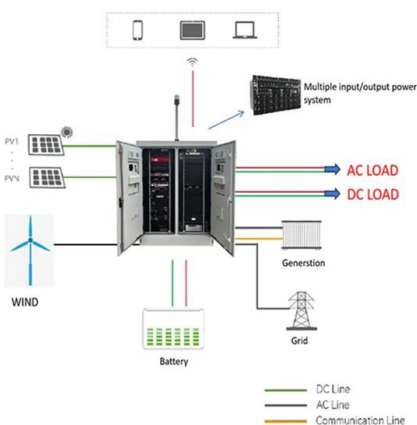 Multiple input/output power
system
PV1
PVN
AC LOAD
DC LOAD
WIND
Generstion
Grid
Battery
DC Line
AC Line
Communication Line